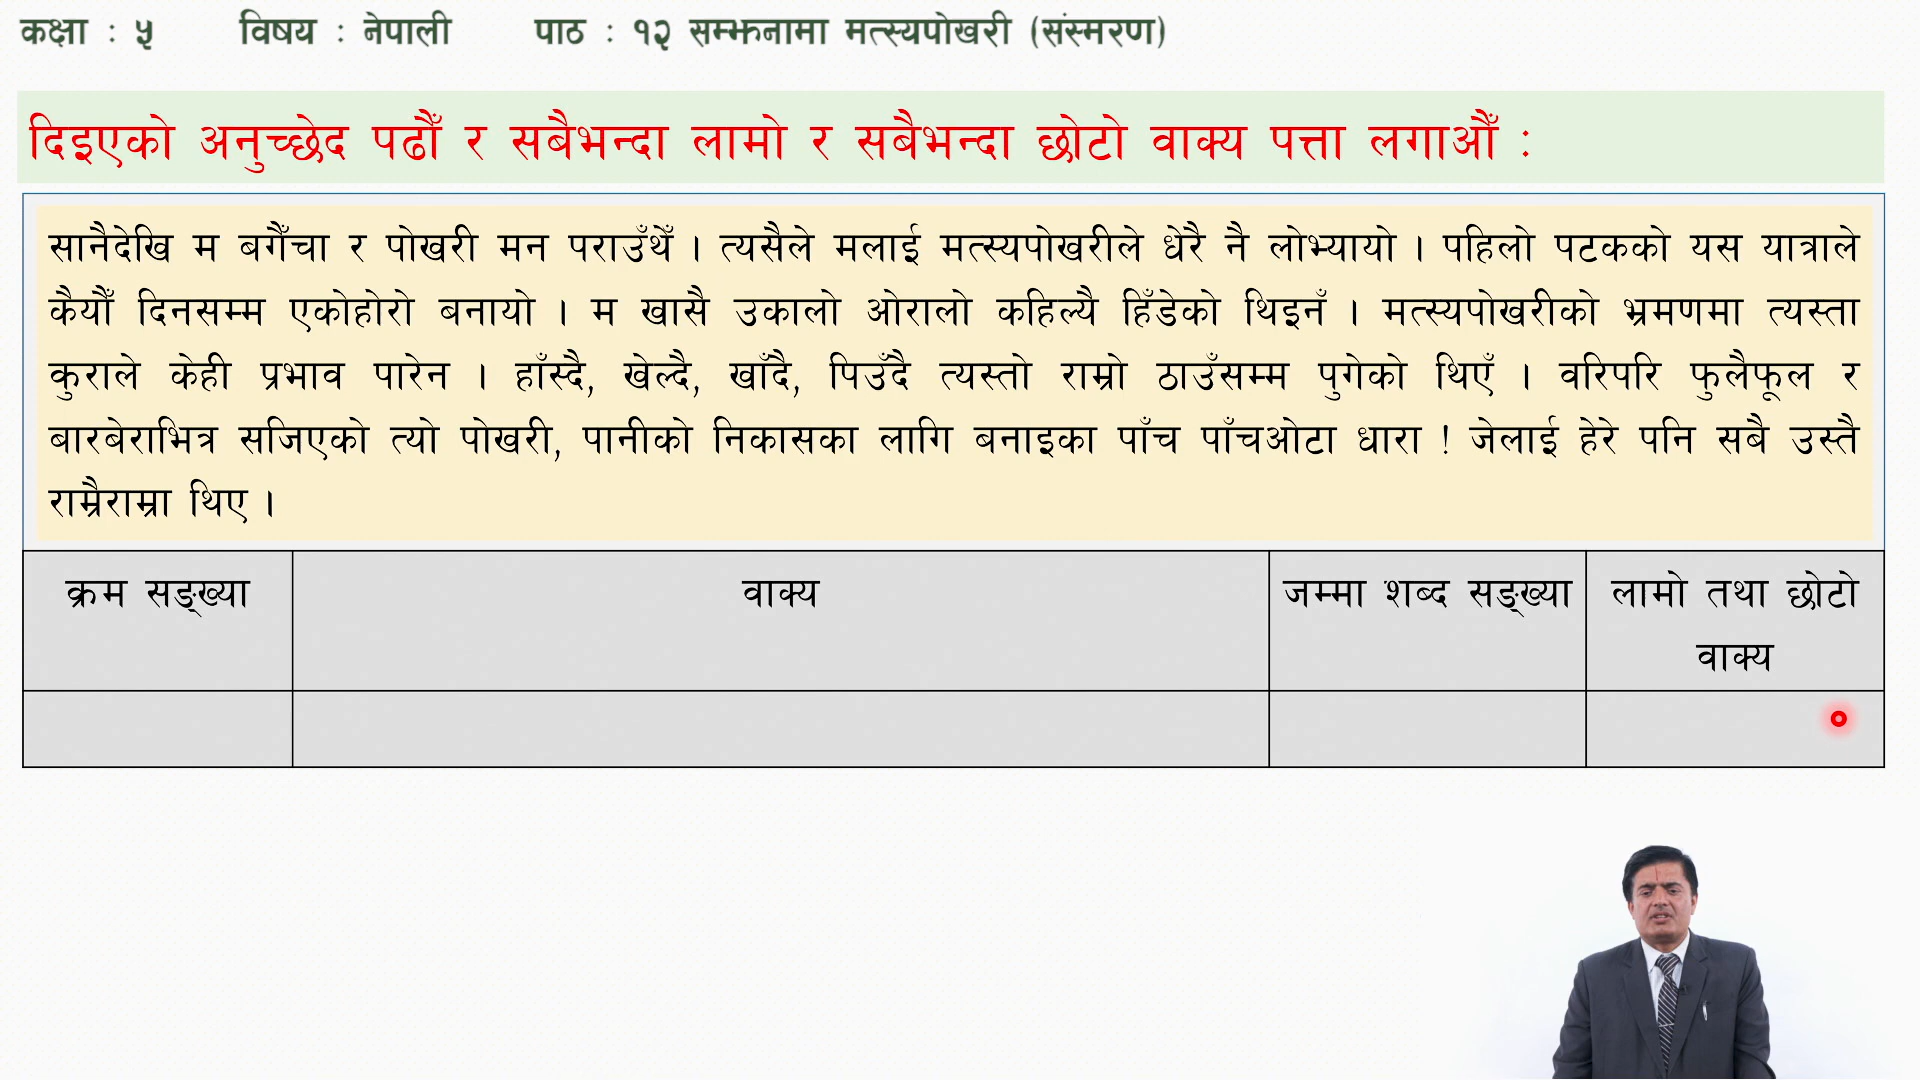 कक्षा : ५ विषय : नेपाली पाठ : १२ सम्झनामा मत्स्यपोखरी (संस्मरण)
दिइएको अनुच्छेद पढौँ र सबैभन्दा लामो र सबैभन्दा छोटो वाक्य पत्ता लगाऔँ :
सानैदेखि म बगैँचा र पोखरी मन पराउँथेँ । त्यसैले मलाई मत्स्यपोखरीले धेरै नै लोभ्यायो । पहिलो पटकको यस यात्राले
कैयौँ दिनसम्म एकोहोरो बनायो । म खासै उकालो ओरालो कहिल्यै हिँडेको थिइनँ । मत्स्यपोखरीको भ्रमणमा त्यस्ता
कुराले केही प्रभाव पारेन । हाँस्दै, खेल्दै, खाँदै, पिउँदै त्यस्तो राम्रो ठाउँसम्म पुगेको थिएँ । वरिपरि फुलैफूल र
बारबेराभित्र सजिएको त्यो पोखरी, पानीको निकासका लागि बनाइका पाँच पाँचओटा धारा ! जेलाई हेरे पनि सबै उस्तै
राम्रैराम्रा थिए ।
क्रम सङ्ख्या वाक्य जम्मा शब्द सङ्ख्या लामो तथा छोटो
वाक्य